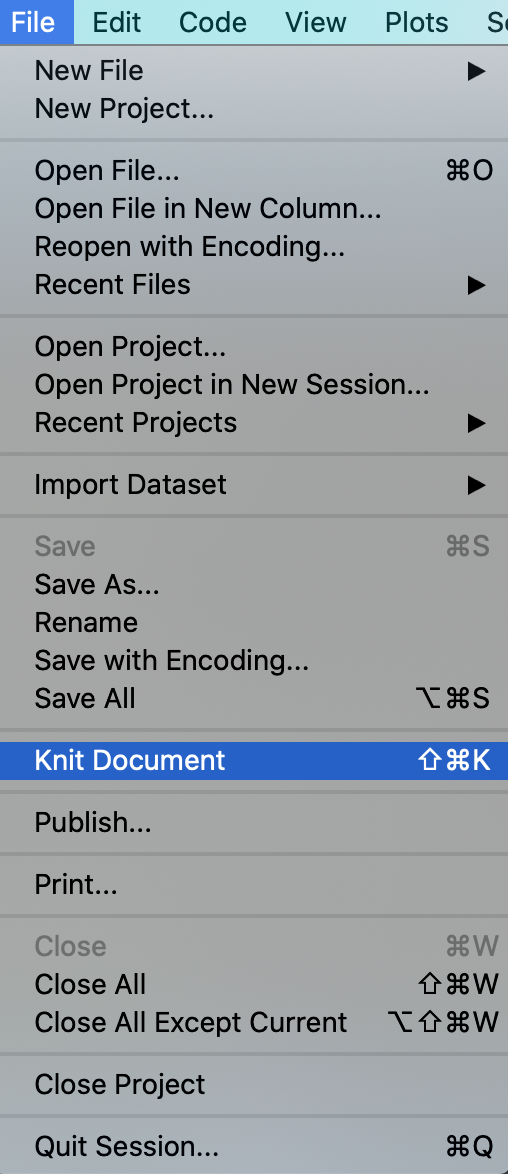 File Edit Code View Plots
New File ▶
New Project...
Open File... ⌘O
Open File in New Column...
Reopen with Encoding...
Recent Files ▶
Open Project...
Open Project in New Session...
Recent Projects ▶
Import Dataset ▶
Save ⌘S
Save As...
Rename
Save with Encoding...
Save All ⌥⌘S
Knit Document ⇧⌘K
Publish...
Print...
Close ⌘W
Close All ⇧⌘W
Close All Except Current ⌥⇧⌘W
Close Project
Quit Session... ⌘Q